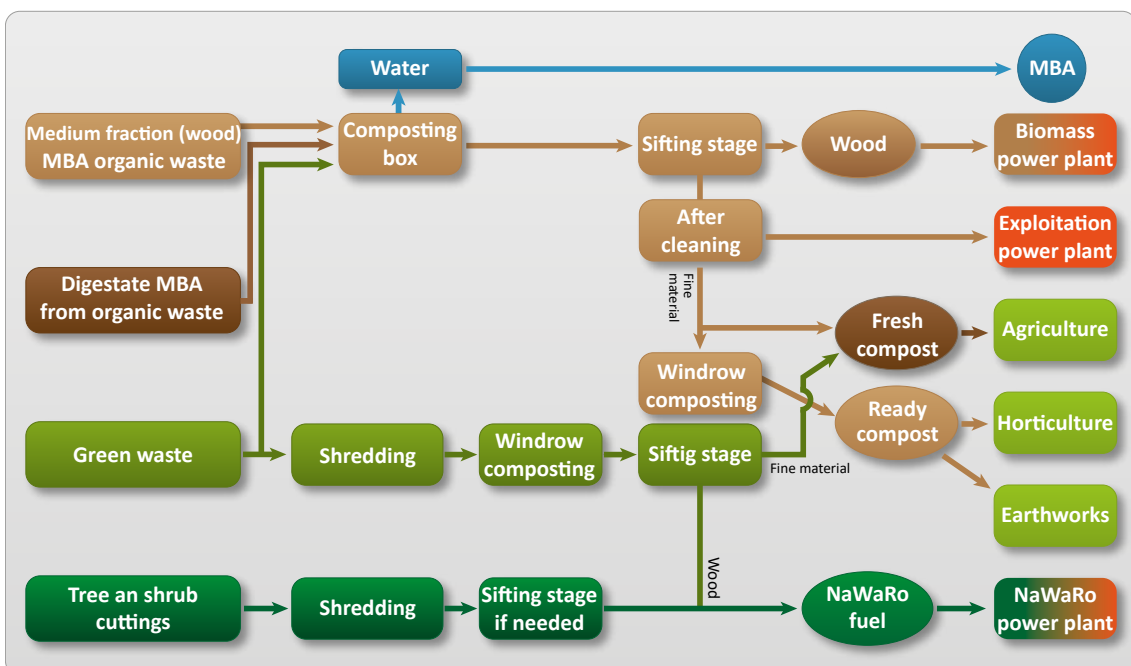 Water
MBA
Medium fraction (wood)
MBA organic waste
Composting
box
Sifting stage
Wood
Biomass
power plant
After
cleaning
Exploitation
power plant
Digestate MBA
from organic waste
Fine
material
Fresh
compost
Agriculture
Windrow
composting
Ready
compost
Horticulture
Green waste
Shredding
Windrow
composting
Siftig stage
Fine material
Earthworks
Wood
Tree an shrub
cuttings
Shredding
Sifting stage
if needed
NaWaRo
fuel
NaWaRo
power plant